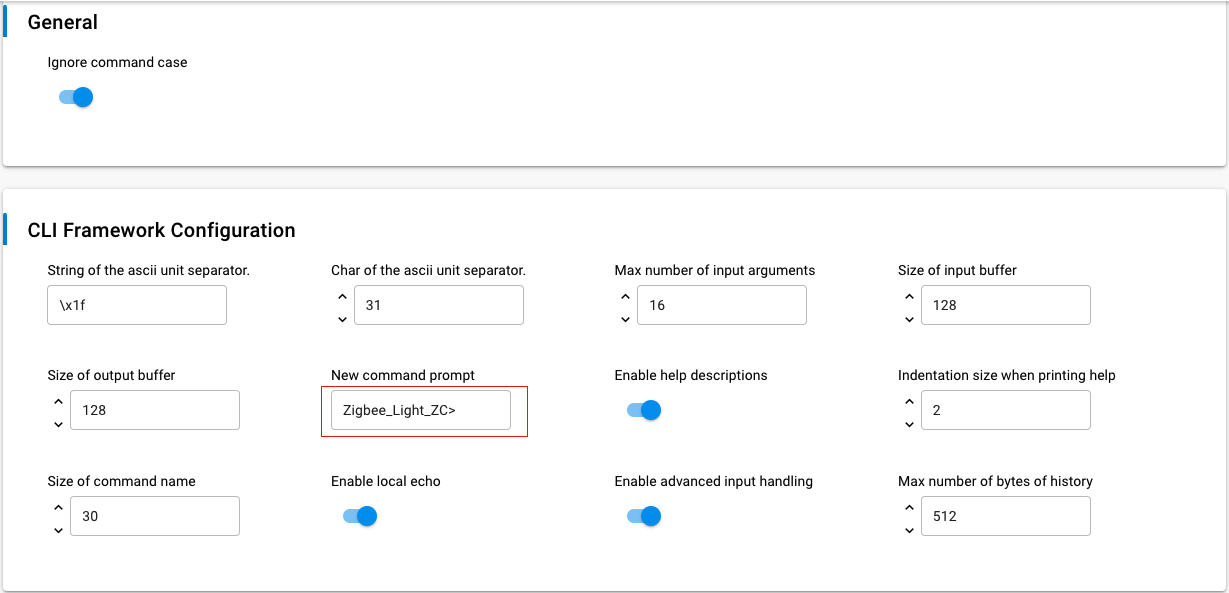 General
Ignore command case
CLI Framework Configuration
String of the ascii unit separator.
Char of the ascii unit separator.
Max number of input arguments
Size of input buffer
\x1f
31
16
128
Size of output buffer
New command prompt
Enable help descriptions
Indentation size when printing help
128
Zigbee_Light_ZC>
2
Size of command name
Enable local echo
Enable advanced input handling
Max number of bytes of history
30
512